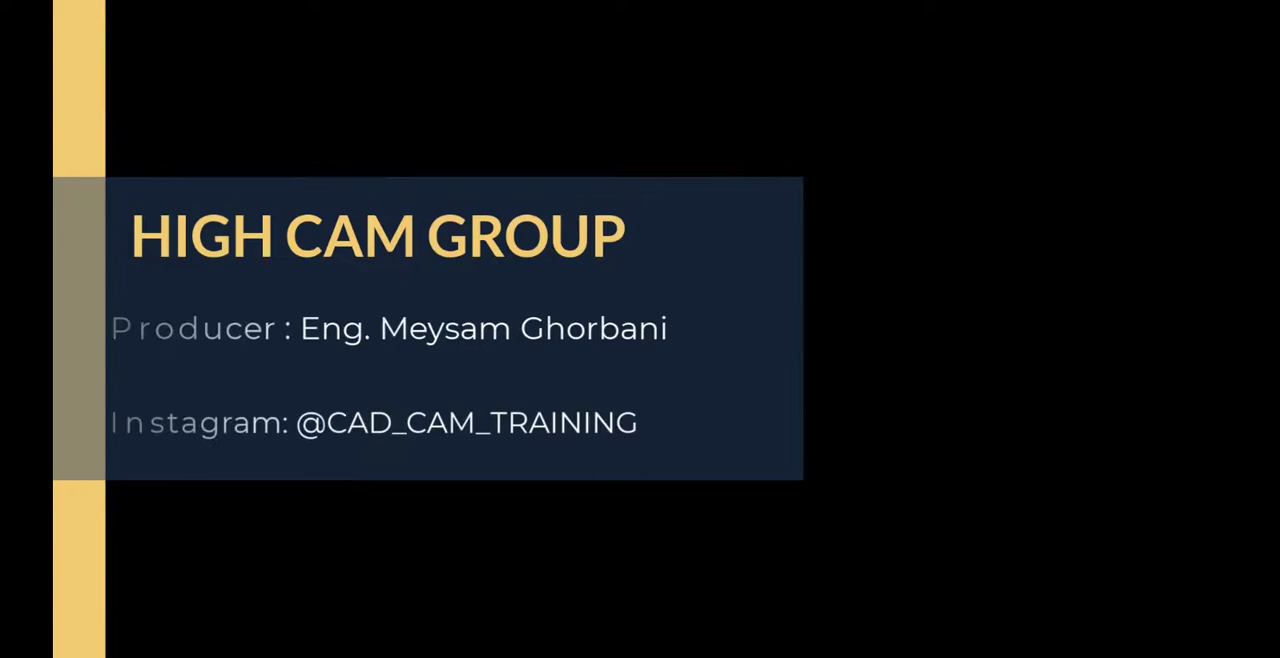 HIGH CAM GROUP
Producer : Eng. Meysam Ghorbani
Instagram: @CAD_CAM_TRAINING